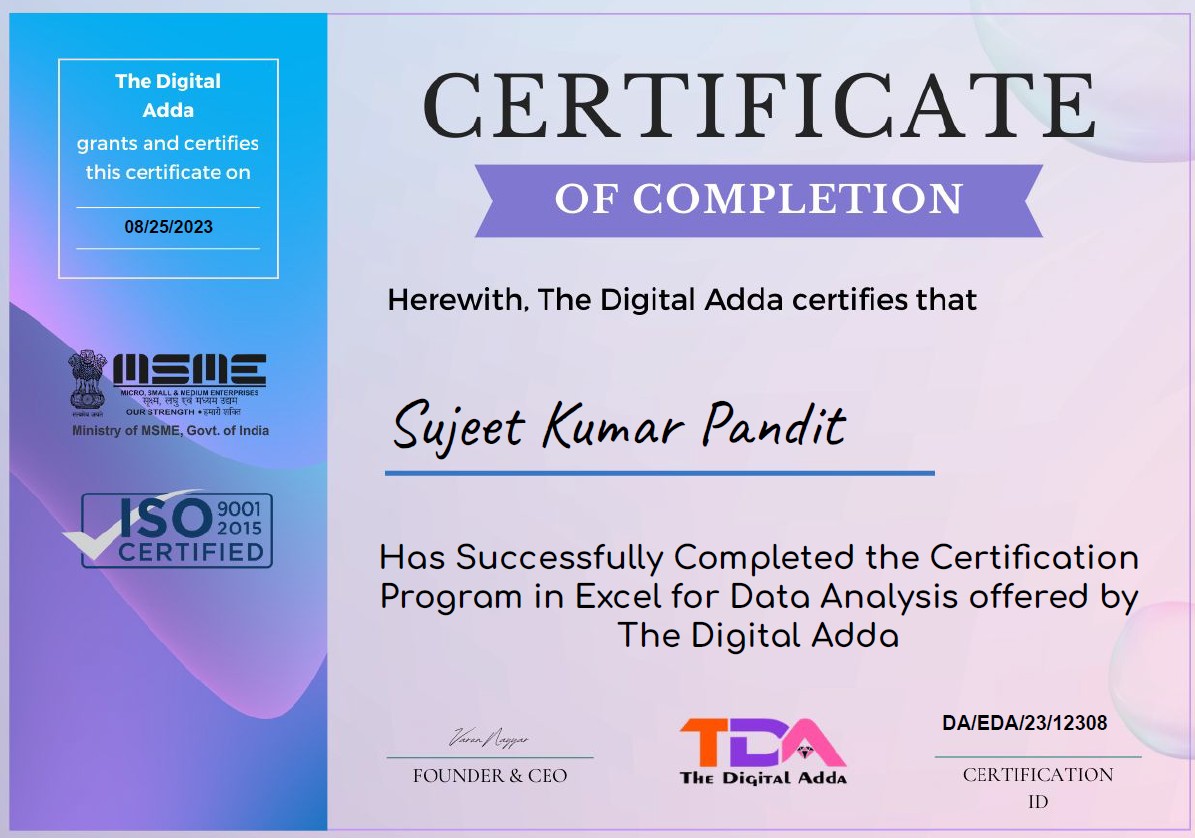 The Digital
Adda
grants and certifies
this certificate on
08/25/2023
MSME
MICRO, SMALL & MEDIUM ENTERPRISES
सूक्ष्म, लघु एवं मध्यम उद्यम
OUR STRENGTH • हमारी शक्ति
सत्यमेव जयते
Ministry of MSME, Govt. of India
ISO 9001
2015
CERTIFIED
CERTIFICATE
OF COMPLETION
Herewith, The Digital Adda certifies that
Sujeet Kumar Pandit
Has Successfully Completed the Certification
Program in Excel for Data Analysis offered by
The Digital Adda
Varun Nayyar
FOUNDER & CEO
TDA
The Digital Adda
DA/EDA/23/12308
CERTIFICATION
ID